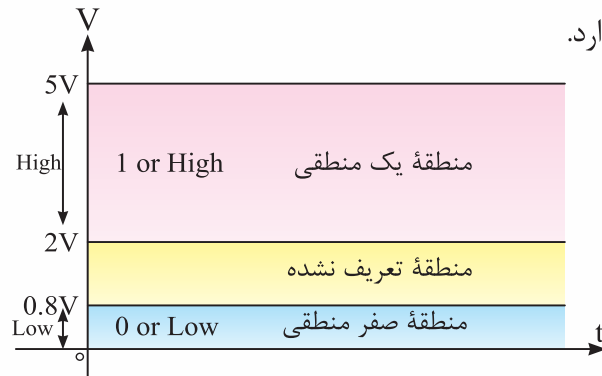 V
ارد.
5V
High
1 or High منطقهٔ یک منطقی
2V
منطقهٔ تعریف نشده
0.8V
Low
0 or Low منطقهٔ صفر منطقی
t
o